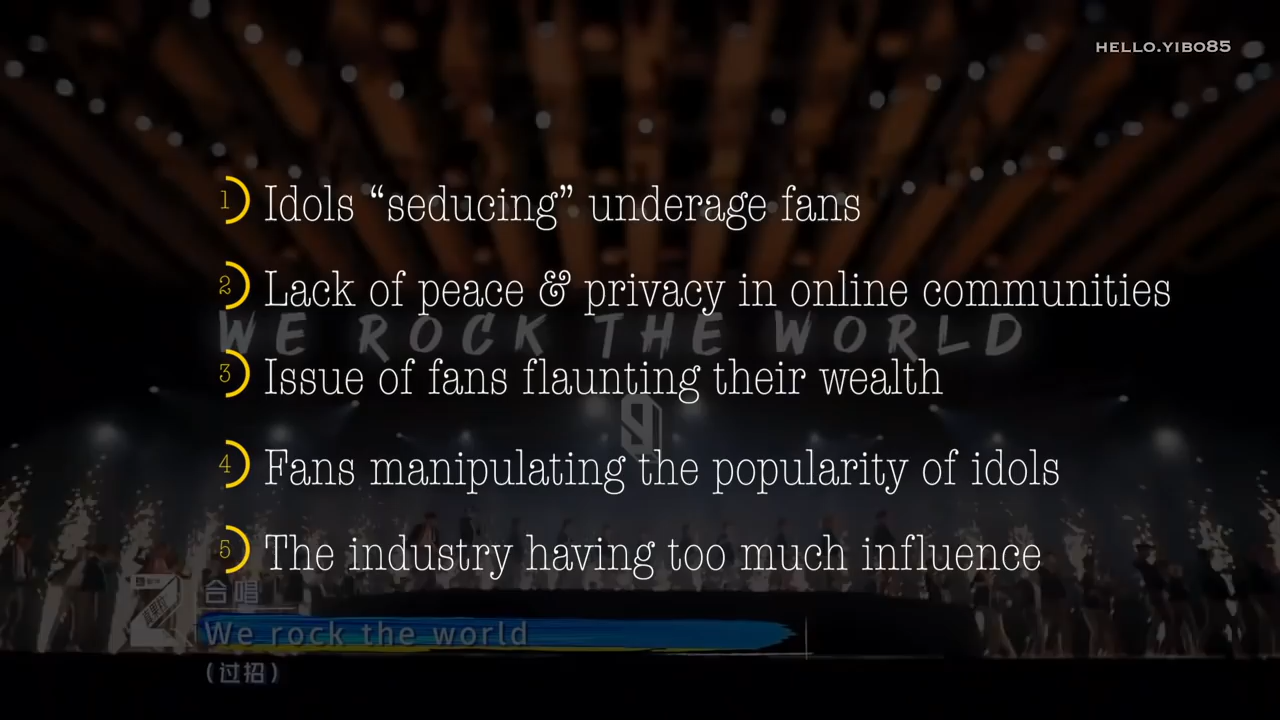 HELLO.YIBO85
1 Idols “seducing” underage fans
2 Lack of peace & privacy in online communities
WE ROCK THE WORLD
3 Issue of fans flaunting their wealth
4 Fans manipulating the popularity of idols
5 The industry having too much influence
合唱
We rock the world
(过招)